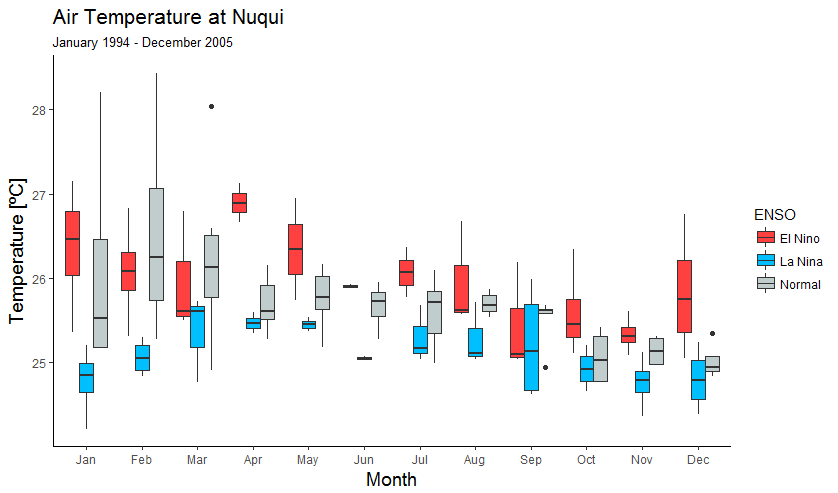 Air Temperature at Nuqui
January 1994 - December 2005
Temperature [ºC]
28
27
26
25
Jan Feb Mar Apr May Jun Jul Aug Sep Oct Nov Dec
Month
ENSO
El Nino
La Nina
Normal